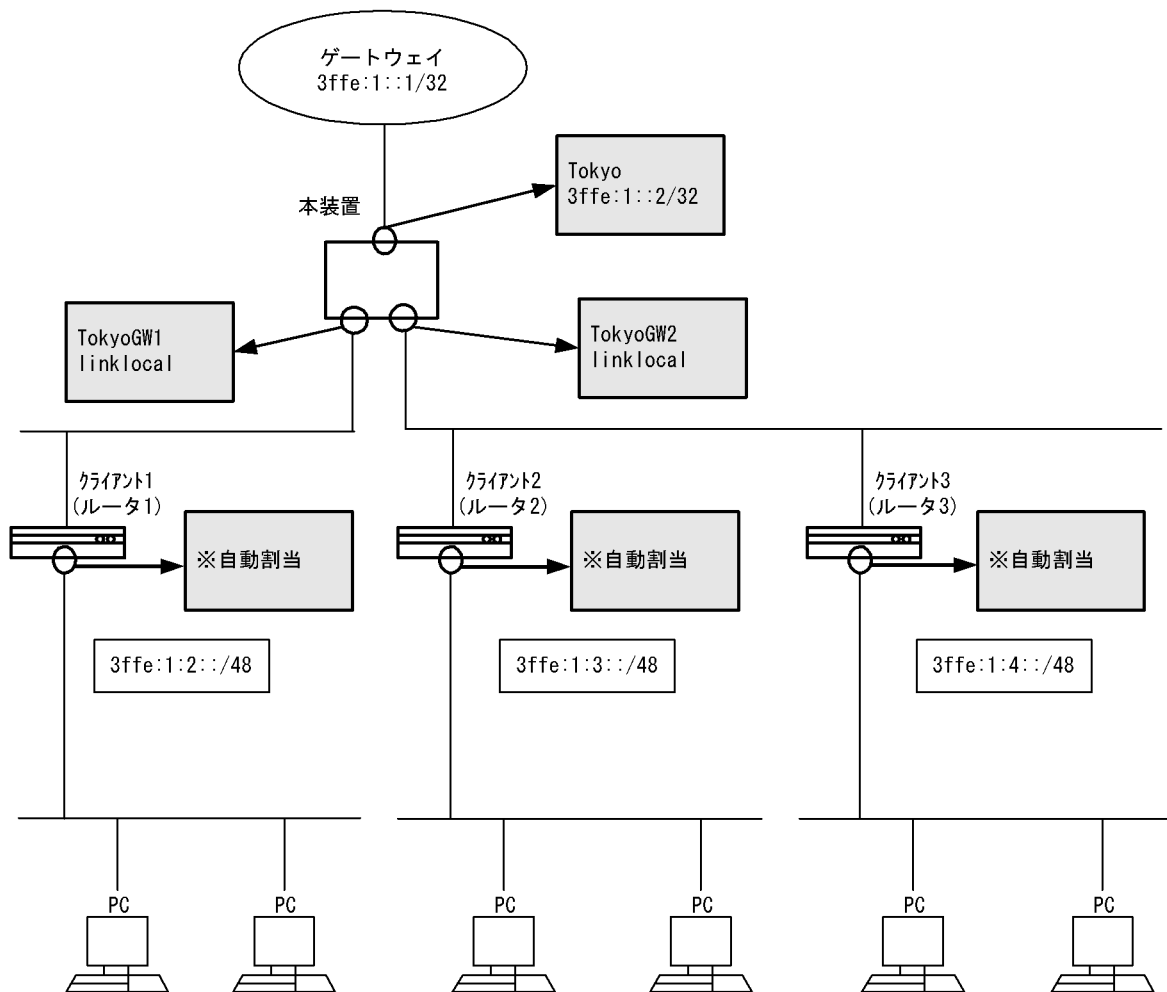 ゲートウェイ
3ffe:1::1/32
Tokyo
3ffe:1::2/32
本装置
TokyoGW1
linklocal
TokyoGW2
linklocal
クライアント1
(ルータ1)
※自動割当
3ffe:1:2::/48
クライアント2
(ルータ2)
※自動割当
3ffe:1:3::/48
クライアント3
(ルータ3)
※自動割当
3ffe:1:4::/48
PC
PC
PC
PC
PC
PC